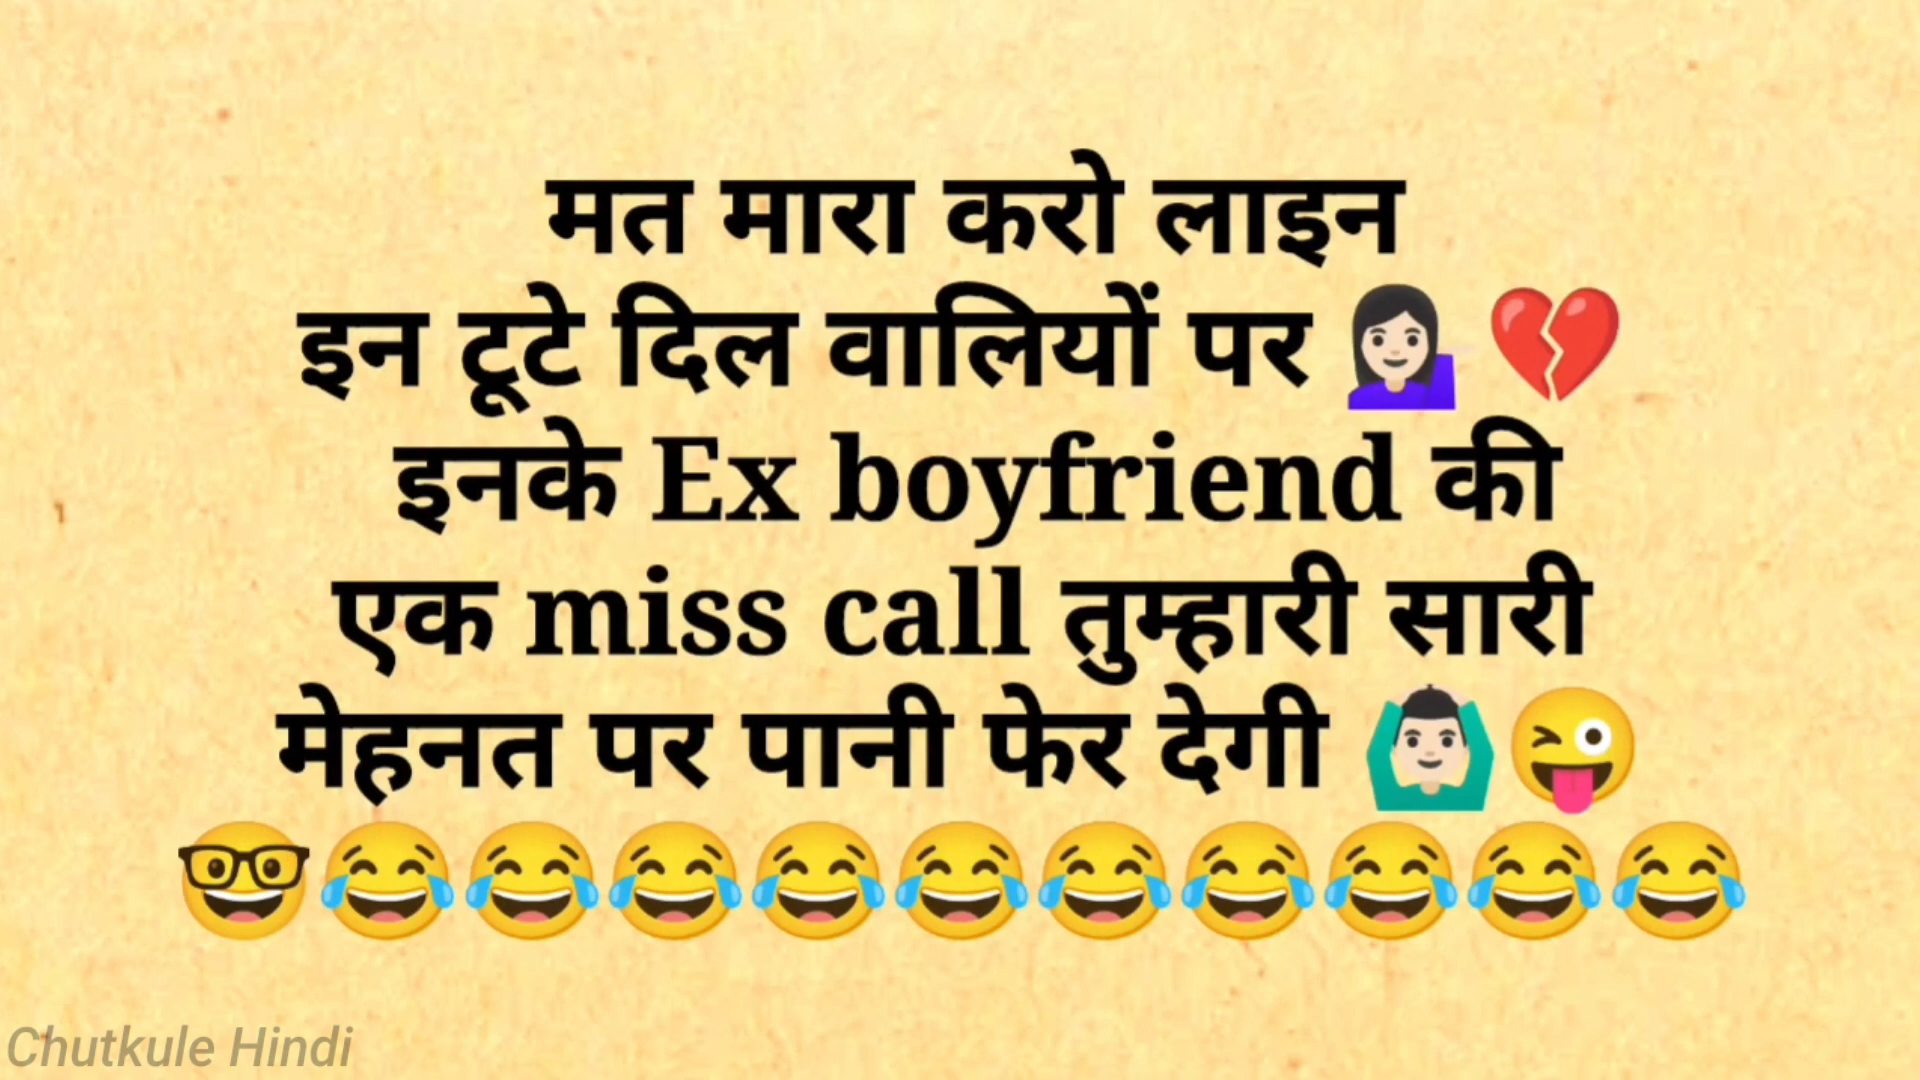 मत मारा करो लाइन
इन टूटे दिल वालियों पर 💁🏻‍♀️💔
इनके Ex boyfriend की
एक miss call तुम्हारी सारी
मेहनत पर पानी फेर देगी 🙆🏻‍♂️😜
🤓😂😂😂😂😂😂😂😂😂😂
Chutkule Hindi